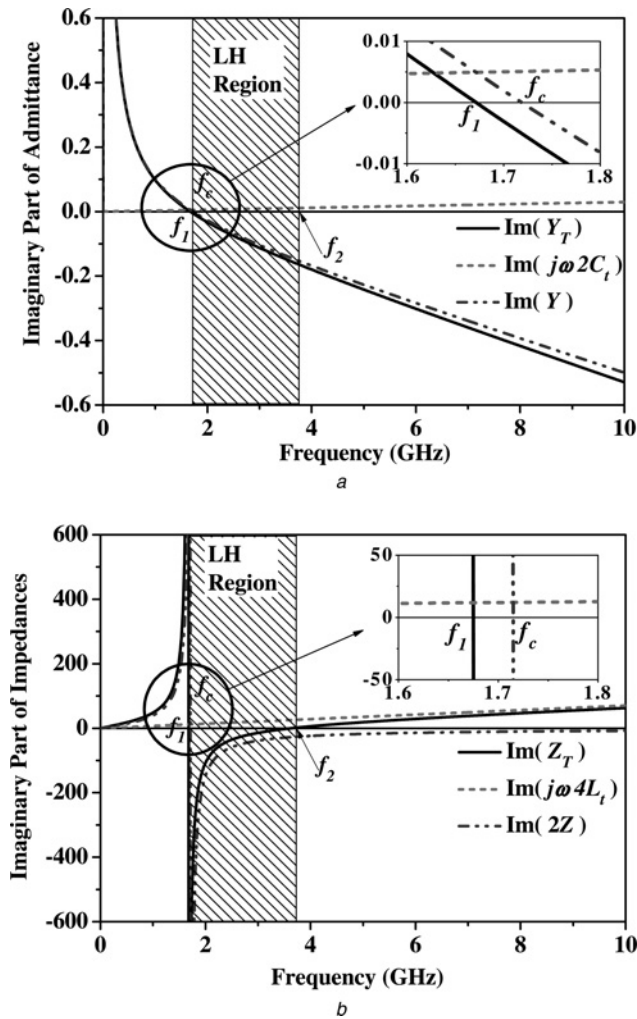 0.6
0.4
0.2
0.0
-0.2
-0.4
-0.6
Imaginary Part of Admittance
LH
Region
0.01
0.00
-0.01
1.6
1.7
1.8
f1
fc
fc
f1
f2
Im( YT)
Im( jω2Ct)
Im( Y)
0 2 4 6 8 10
Frequency (GHz)
a
600
400
200
0
-200
-400
-600
Imaginary Part of Impedances
LH
Region
50
0
-50
1.6
1.7
1.8
f1
fc
fc
f1
f2
Im( ZT)
Im( jω4Lt)
Im( 2Z)
0 2 4 6 8 10
Frequency (GHz)
b